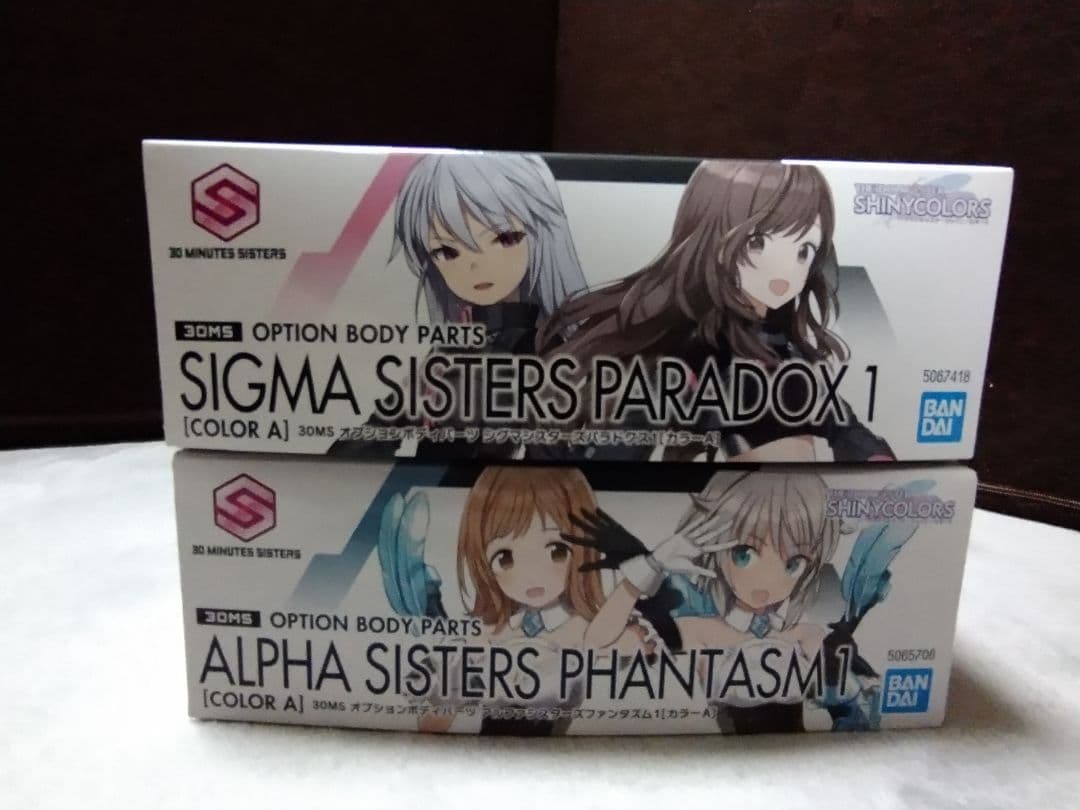 30 MINUTES SISTERS
SHINYCOLORS
30MS OPTION BODY PARTS
SIGMA SISTERS PARADOX 1
5067418
[COLOR A] 30MS オプションボディパーツ シグマシスターズパラドクス1[カラーA]
BAN
DAI
30 MINUTES SISTERS
SHINYCOLORS
30MS OPTION BODY PARTS
ALPHA SISTERS PHANTASM 1
5065706
[COLOR A] 30MS オプションボディパーツ アルファシスターズファンタズム1[カラーA]
BAN
DAI